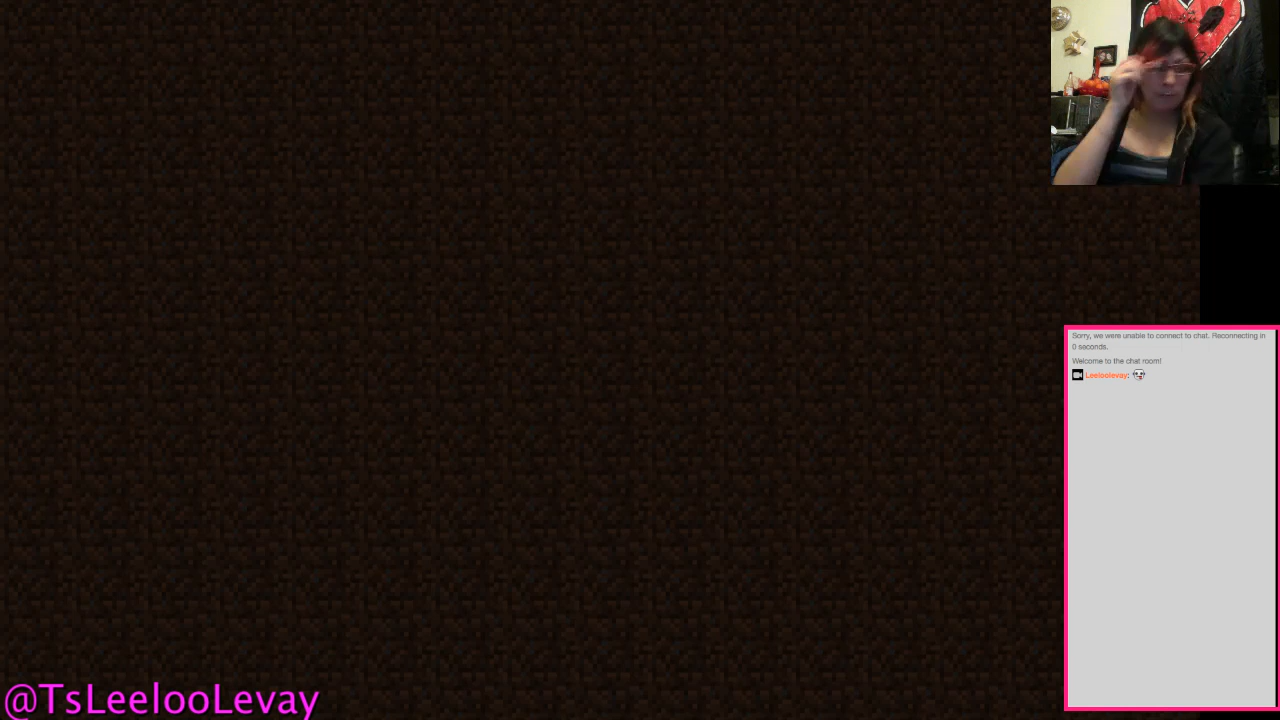 Sorry, we were unable to connect to chat. Reconnecting in
0 seconds.
Welcome to the chat room!
Leeloolevay:
@TsLeelooLevay